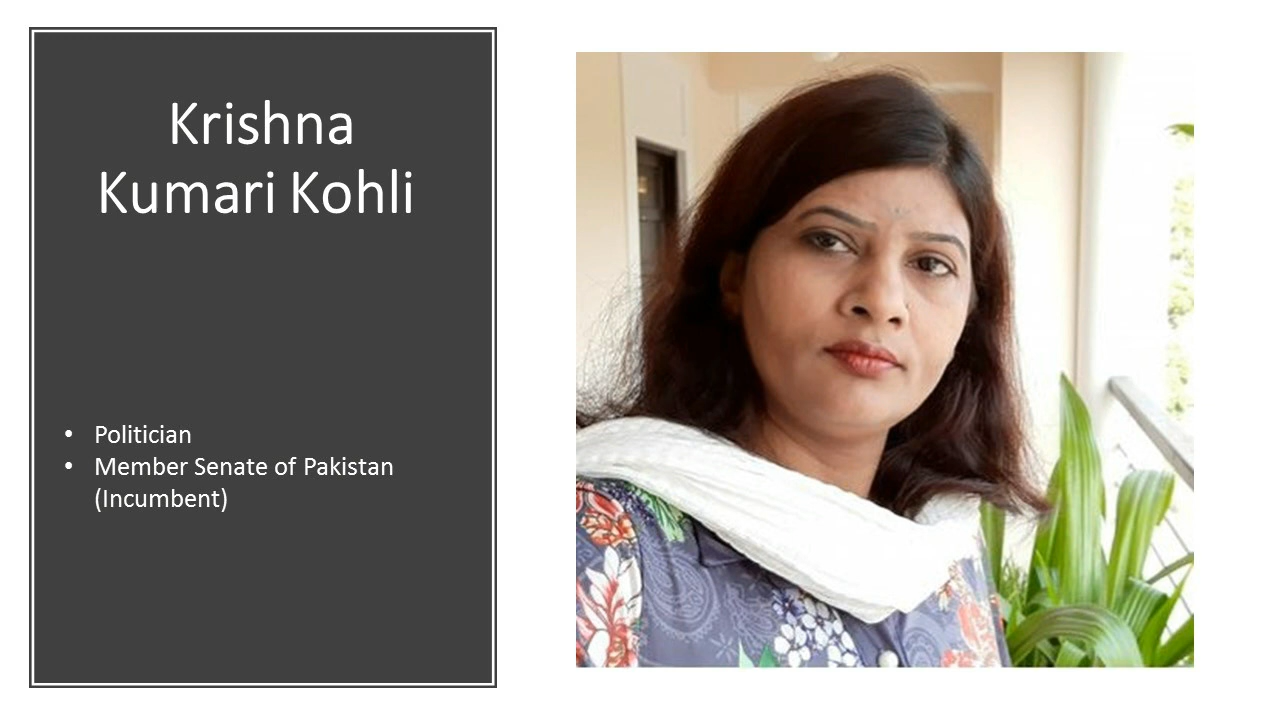 Krishna
Kumari Kohli
• Politician
• Member Senate of Pakistan
(Incumbent)